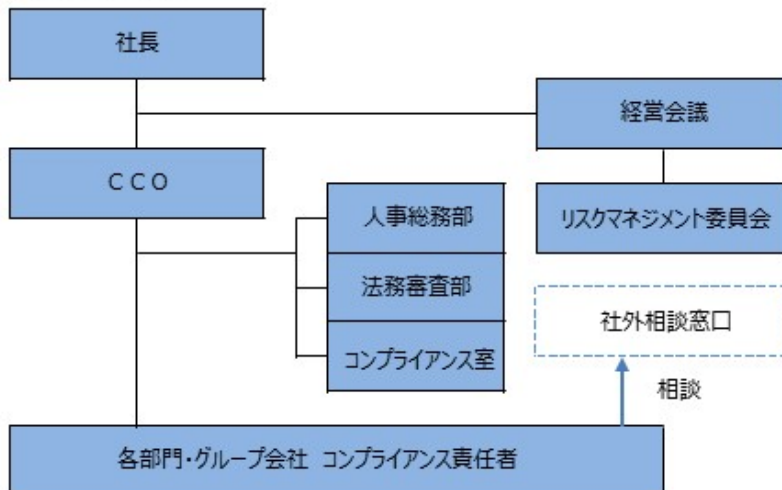 社長
経営会議
CCO
人事総務部
リスクマネジメント委員会
法務審査部
社外相談窓口
コンプライアンス室
相談
各部門・グループ会社 コンプライアンス責任者